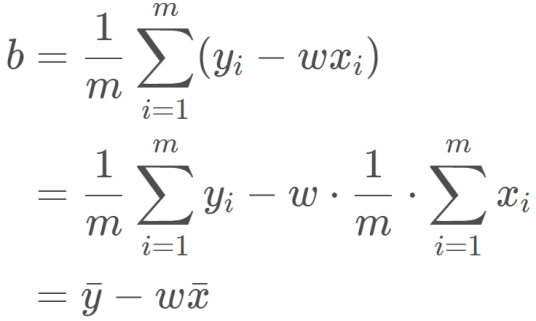 b = \frac{1}{m} \sum_{i=1}^{m} (y_i - wx_i)
= \frac{1}{m} \sum_{i=1}^{m} y_i - w \cdot \frac{1}{m} \cdot \sum_{i=1}^{m} x_i
= \bar{y} - w\bar{x}